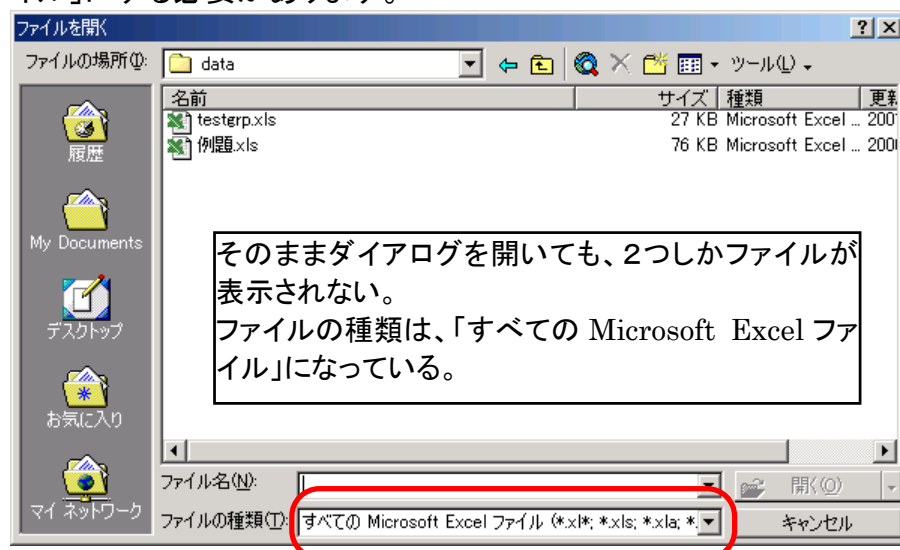 ファイルを開く
ファイルの場所(I):
data
ツール(L)
名前 サイズ 種類
testgrp.xls 27 KB Microsoft Excel ... 200
例題.xls 76 KB Microsoft Excel ... 200
履歴
My Documents
デスクトップ
お気に入り
マイ ネットワーク
そのままダイアログを開いても、2つしかファイルが
表示されない。
ファイルの種類は、「すべての Microsoft Excel ファ
イル」になっている。
ファイル名(N):
開く(O)
ファイルの種類(T): すべての Microsoft Excel ファイル (*.xl*; *.xls; *.xla; *.
キャンセル